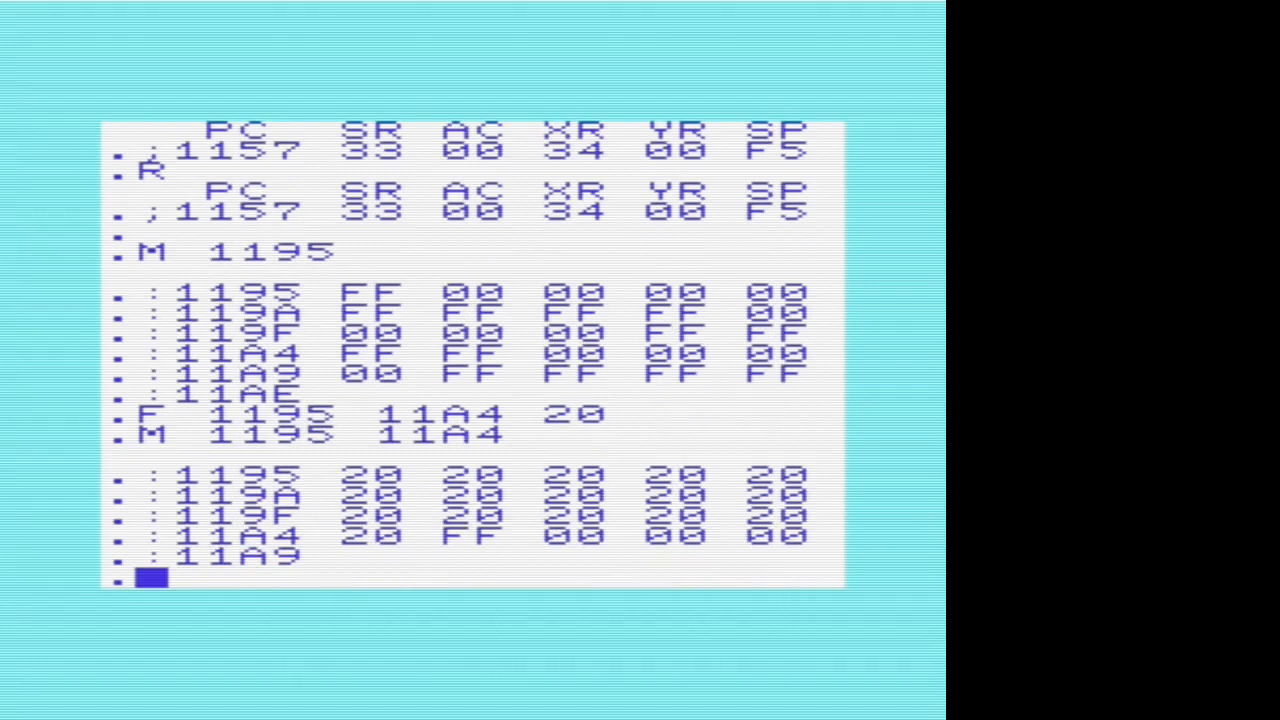 PC SR AC XR YR SP
. ;1157 33 00 34 00 F5
.R
PC SR AC XR YR SP
. ;1157 33 00 34 00 F5
.
.M 1195
. :1195 FF 00 00 00 00
. :119A FF FF FF FF 00
. :119F 00 00 00 FF FF
. :11A4 FF FF 00 00 00
. :11A9 00 FF FF FF FF
. :11AE
.F 1195 11A4 20
.M 1195 11A4
. :1195 20 20 20 20 20
. :119A 20 20 20 20 20
. :119F 20 20 20 20 20
. :11A4 20 FF 00 00 00
. :11A9
.